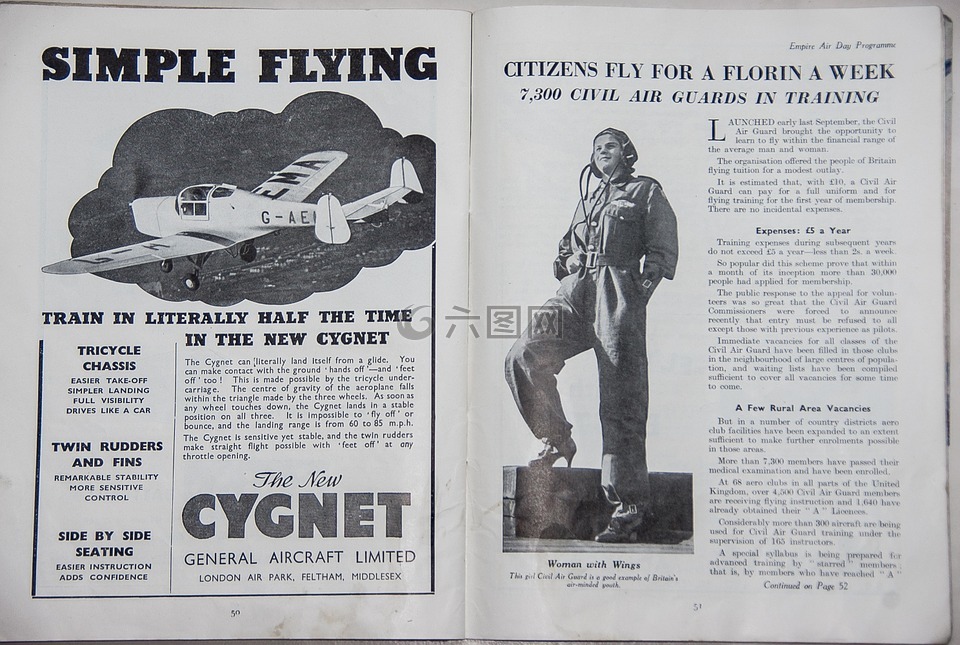 SIMPLE FLYING
G-AE
TRAIN IN LITERALLY HALF THE TIME
IN THE NEW CYGNET
TRICYCLE
CHASSIS
EASIER TAKE-OFF
SIMPLER LANDING
FULL VISIBILITY
DRIVES LIKE A CAR
TWIN RUDDERS
AND FINS
REMARKABLE STABILITY
MORE SENSITIVE
CONTROL
SIDE BY SIDE
SEATING
EASIER INSTRUCTION
ADDS CONFIDENCE
The Cygnet can literally land itself from a glide. You
can make contact with the ground 'hands off'—and 'feet
off' too! This is made possible by the tricycle under-
carriage. The centre of gravity of the aeroplane falls
within the triangle made by the three wheels. As soon as
any wheel touches down, the Cygnet lands in a stable
position on all three. It is impossible to 'fly off' or
bounce, and the landing range is from 60 to 85 m.p.h.
The Cygnet is sensitive yet stable, and the twin rudders
make straight flight possible with 'feet off' at any
throttle opening.
The New
CYGNET
GENERAL AIRCRAFT LIMITED
LONDON AIR PARK, FELTHAM, MIDDLESEX
50
Empire Air Day Programme
CITIZENS FLY FOR A FLORIN A WEEK
7,300 CIVIL AIR GUARDS IN TRAINING
六图网
Woman with Wings
This girl Civil Air Guard is a good example of Britain's
air-minded youth.
LAUNCHED early last September, the Civil
Air Guard brought the opportunity to
learn to fly within the financial range of
the average man and woman.
The organisation offered the people of Britain
flying tuition for a modest outlay.
It is estimated that, with £10, a Civil Air
Guard can pay for a full uniform and for
flying training for the first year of membership.
There are no incidental expenses.
Expenses: £5 a Year
Training expenses during subsequent years
do not exceed £5 a year—less than 2s. a week.
So popular did this scheme prove that within
a month of its inception more than 30,000
people had applied for membership.
The public response to the appeal for volun-
teers was so great that the Civil Air Guard
Commissioners were forced to announce
recently that entry must be refused to all
except those with previous experience as pilots.
Immediate vacancies for all classes of the
Civil Air Guard have been filled in those clubs
in the neighbourhood of large centres of popula-
tion, and waiting lists have been compiled
sufficient to cover all vacancies for some time
to come.
A Few Rural Area Vacancies
But in a number of country districts aero
club facilities have been expanded to an extent
sufficient to make further enrolments possible
in those areas.
More than 7,300 members have passed their
medical examination and have been enrolled.
At 68 aero clubs in all parts of the United
Kingdom, over 4,500 Civil Air Guard members
are receiving flying instruction and 1,640 have
already obtained their "A" Licences.
Considerably more than 300 aircraft are being
used for Civil Air Guard training under the
supervision of 165 instructors.
A special syllabus is being prepared for
advanced training by "starred" members;
that is, by members who have reached "A"
Continued on Page 52
51